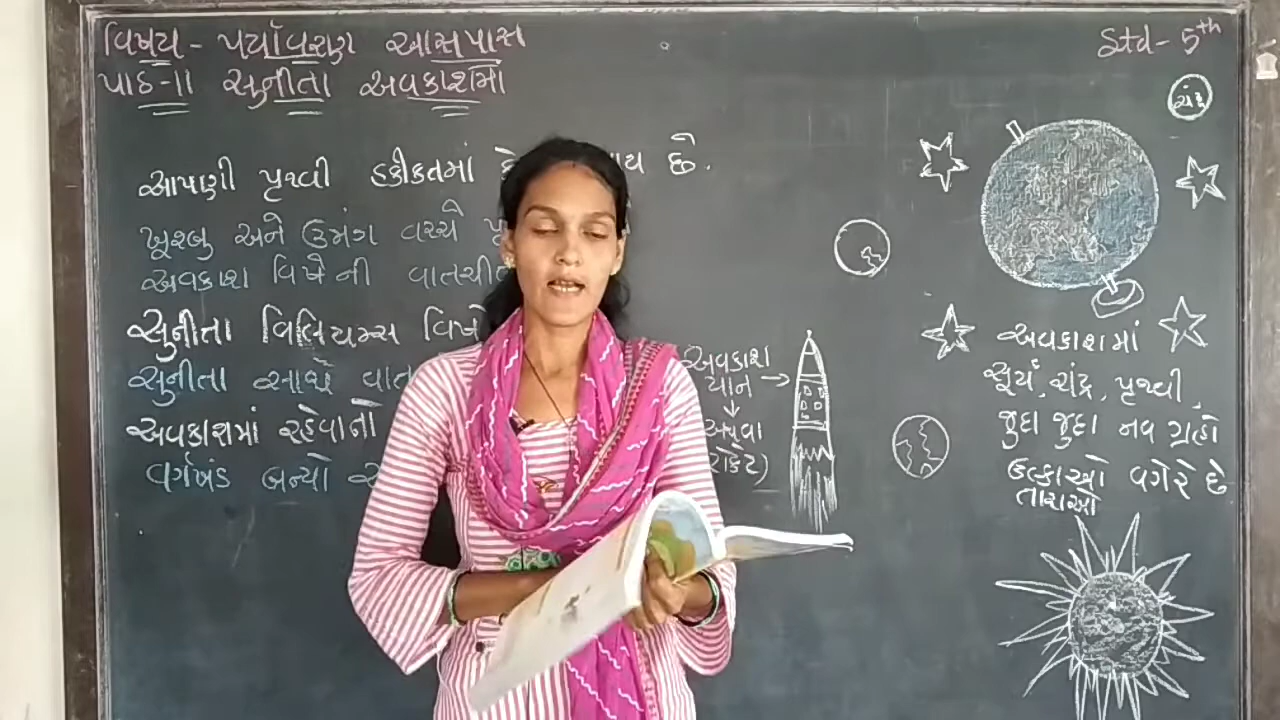 વિષય - પર્યાવરણ આસપાસ
પાઠ-11 સુનીતા અવકાશમાં
Std - 5th
ચંદ્ર
આપણી પૃથ્વી હકીકતમાં છે.
ખૂશ્બુ અને ઉમંગ વચ્ચે
અવકાશ વિષેની
સુનીતા વિલિયમ્સ વિષે
સુનીતા સાથે
અવકાશમાં રહેવાનો
વર્ગખંડ બન્યો
અવકાશ
યાન
અથવા
રોકેટ)
અવકાશમાં
સૂર્ય, ચંદ્ર, પૃથ્વી,
જુદા જુદા નવ ગ્રહો
ઉલ્કાઓ વગેરે છે.
તારાઓ